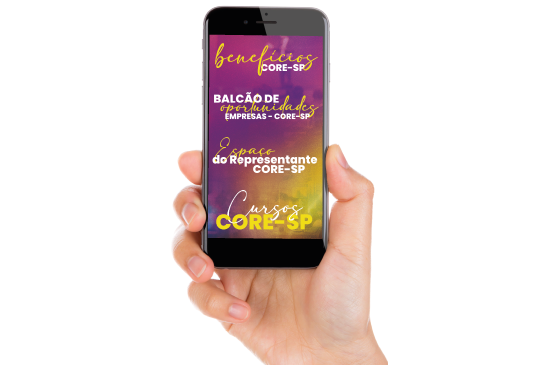 benefícios
CORE-SP
BALCÃO DE
oportunidades
EMPRESAS - CORE-SP
Espaço
do Representante
CORE-SP
Cursos
CORE-SP